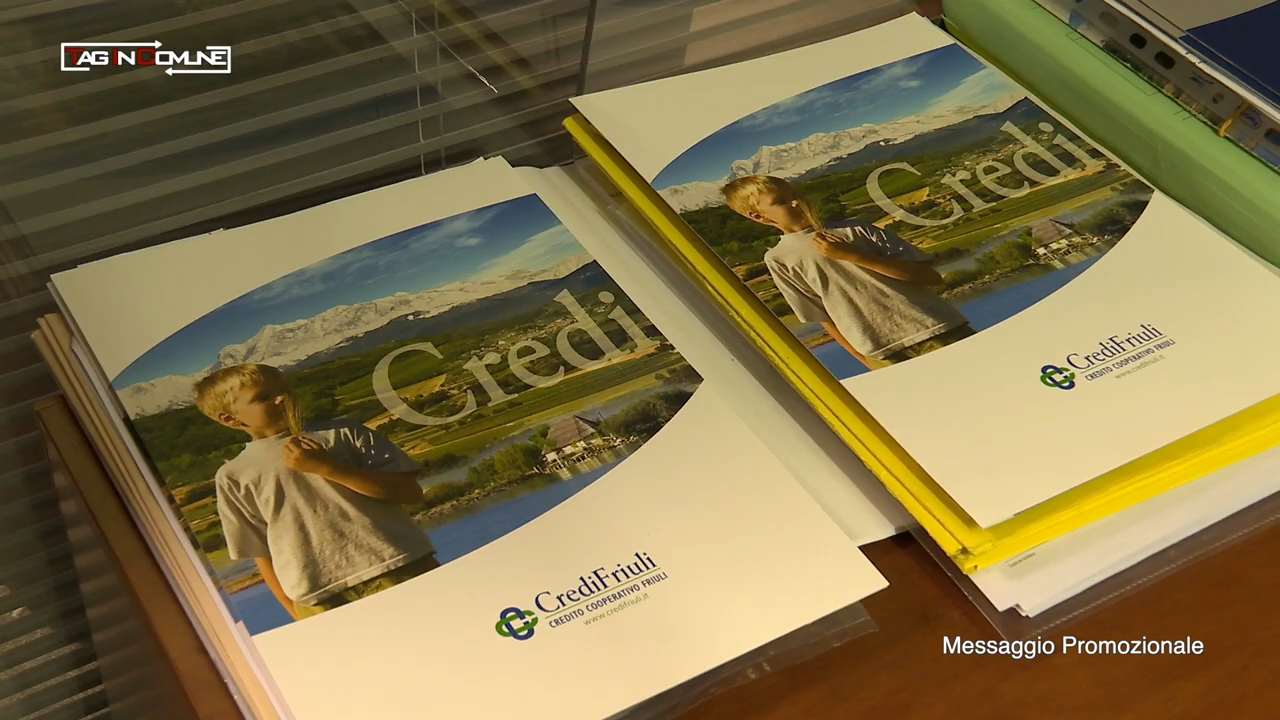 TAG IN COMUNE
Credi
CrediFriuli
CREDITO COOPERATIVO FRIULI
www.credifriuli.it
Credi
CrediFriuli
CREDITO COOPERATIVO FRIULI
www.credifriuli.it
Messaggio Promozionale